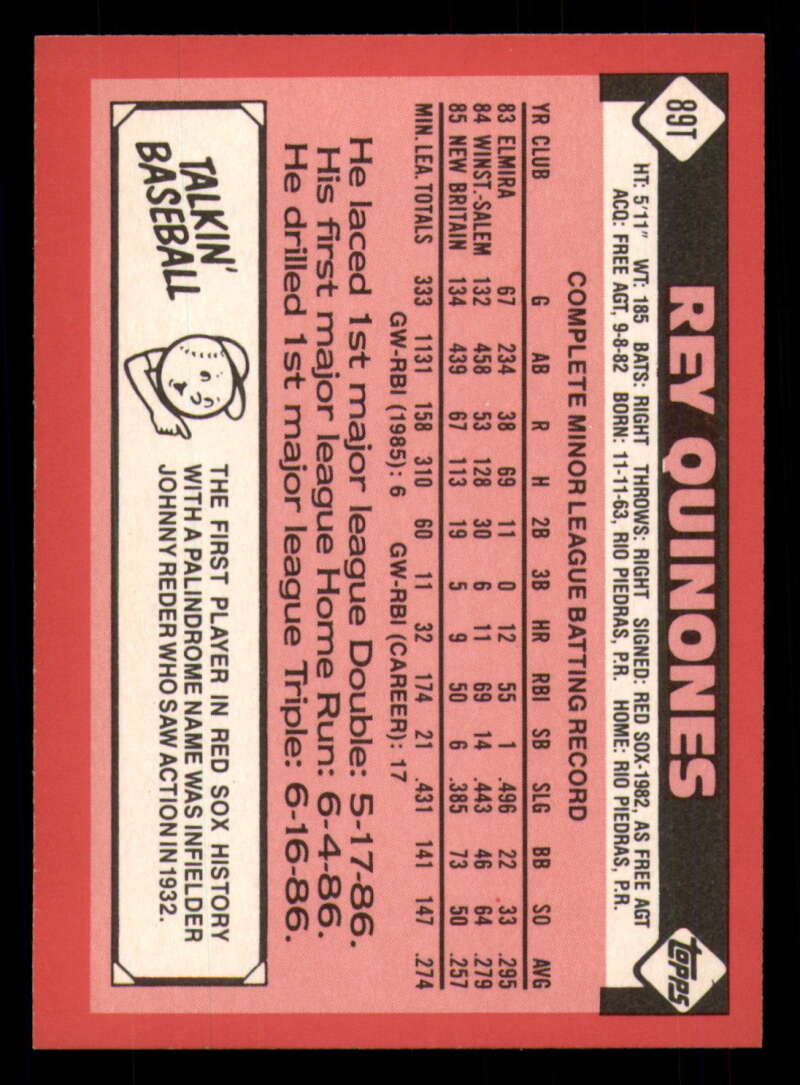 89T
REY QUINONES
topps
HT: 5'11" WT: 185 BATS: RIGHT THROWS: RIGHT SIGNED: RED SOX-1982, AS FREE AGT
ACQ: FREE AGT, 9-8-82 BORN: 11-11-63, RIO PIEDRAS, P.R. HOME: RIO PIEDRAS, P.R.
COMPLETE MINOR LEAGUE BATTING RECORD
YR CLUB G AB R H 2B 3B HR RBI SB SLG BB SO AVG
83 ELMIRA 67 234 38 69 11 0 12 55 1 .496 22 33 .295
84 WINST.-SALEM 132 458 53 128 30 6 11 69 14 .443 46 64 .279
85 NEW BRITAIN 134 439 67 113 19 5 9 50 6 .385 73 50 .257
MIN. LEA. TOTALS 333 1131 158 310 60 11 32 174 21 .431 141 147 .274
GW-RBI (1985): 6 GW-RBI (CAREER): 17
He laced 1st major league Double: 5-17-86.
His first major league Home Run: 6-4-86.
He drilled 1st major league Triple: 6-16-86.
TALKIN'
BASEBALL
THE FIRST PLAYER IN RED SOX HISTORY
WITH A PALINDROME NAME WAS INFIELDER
JOHNNY REDER WHO SAW ACTION IN 1932.